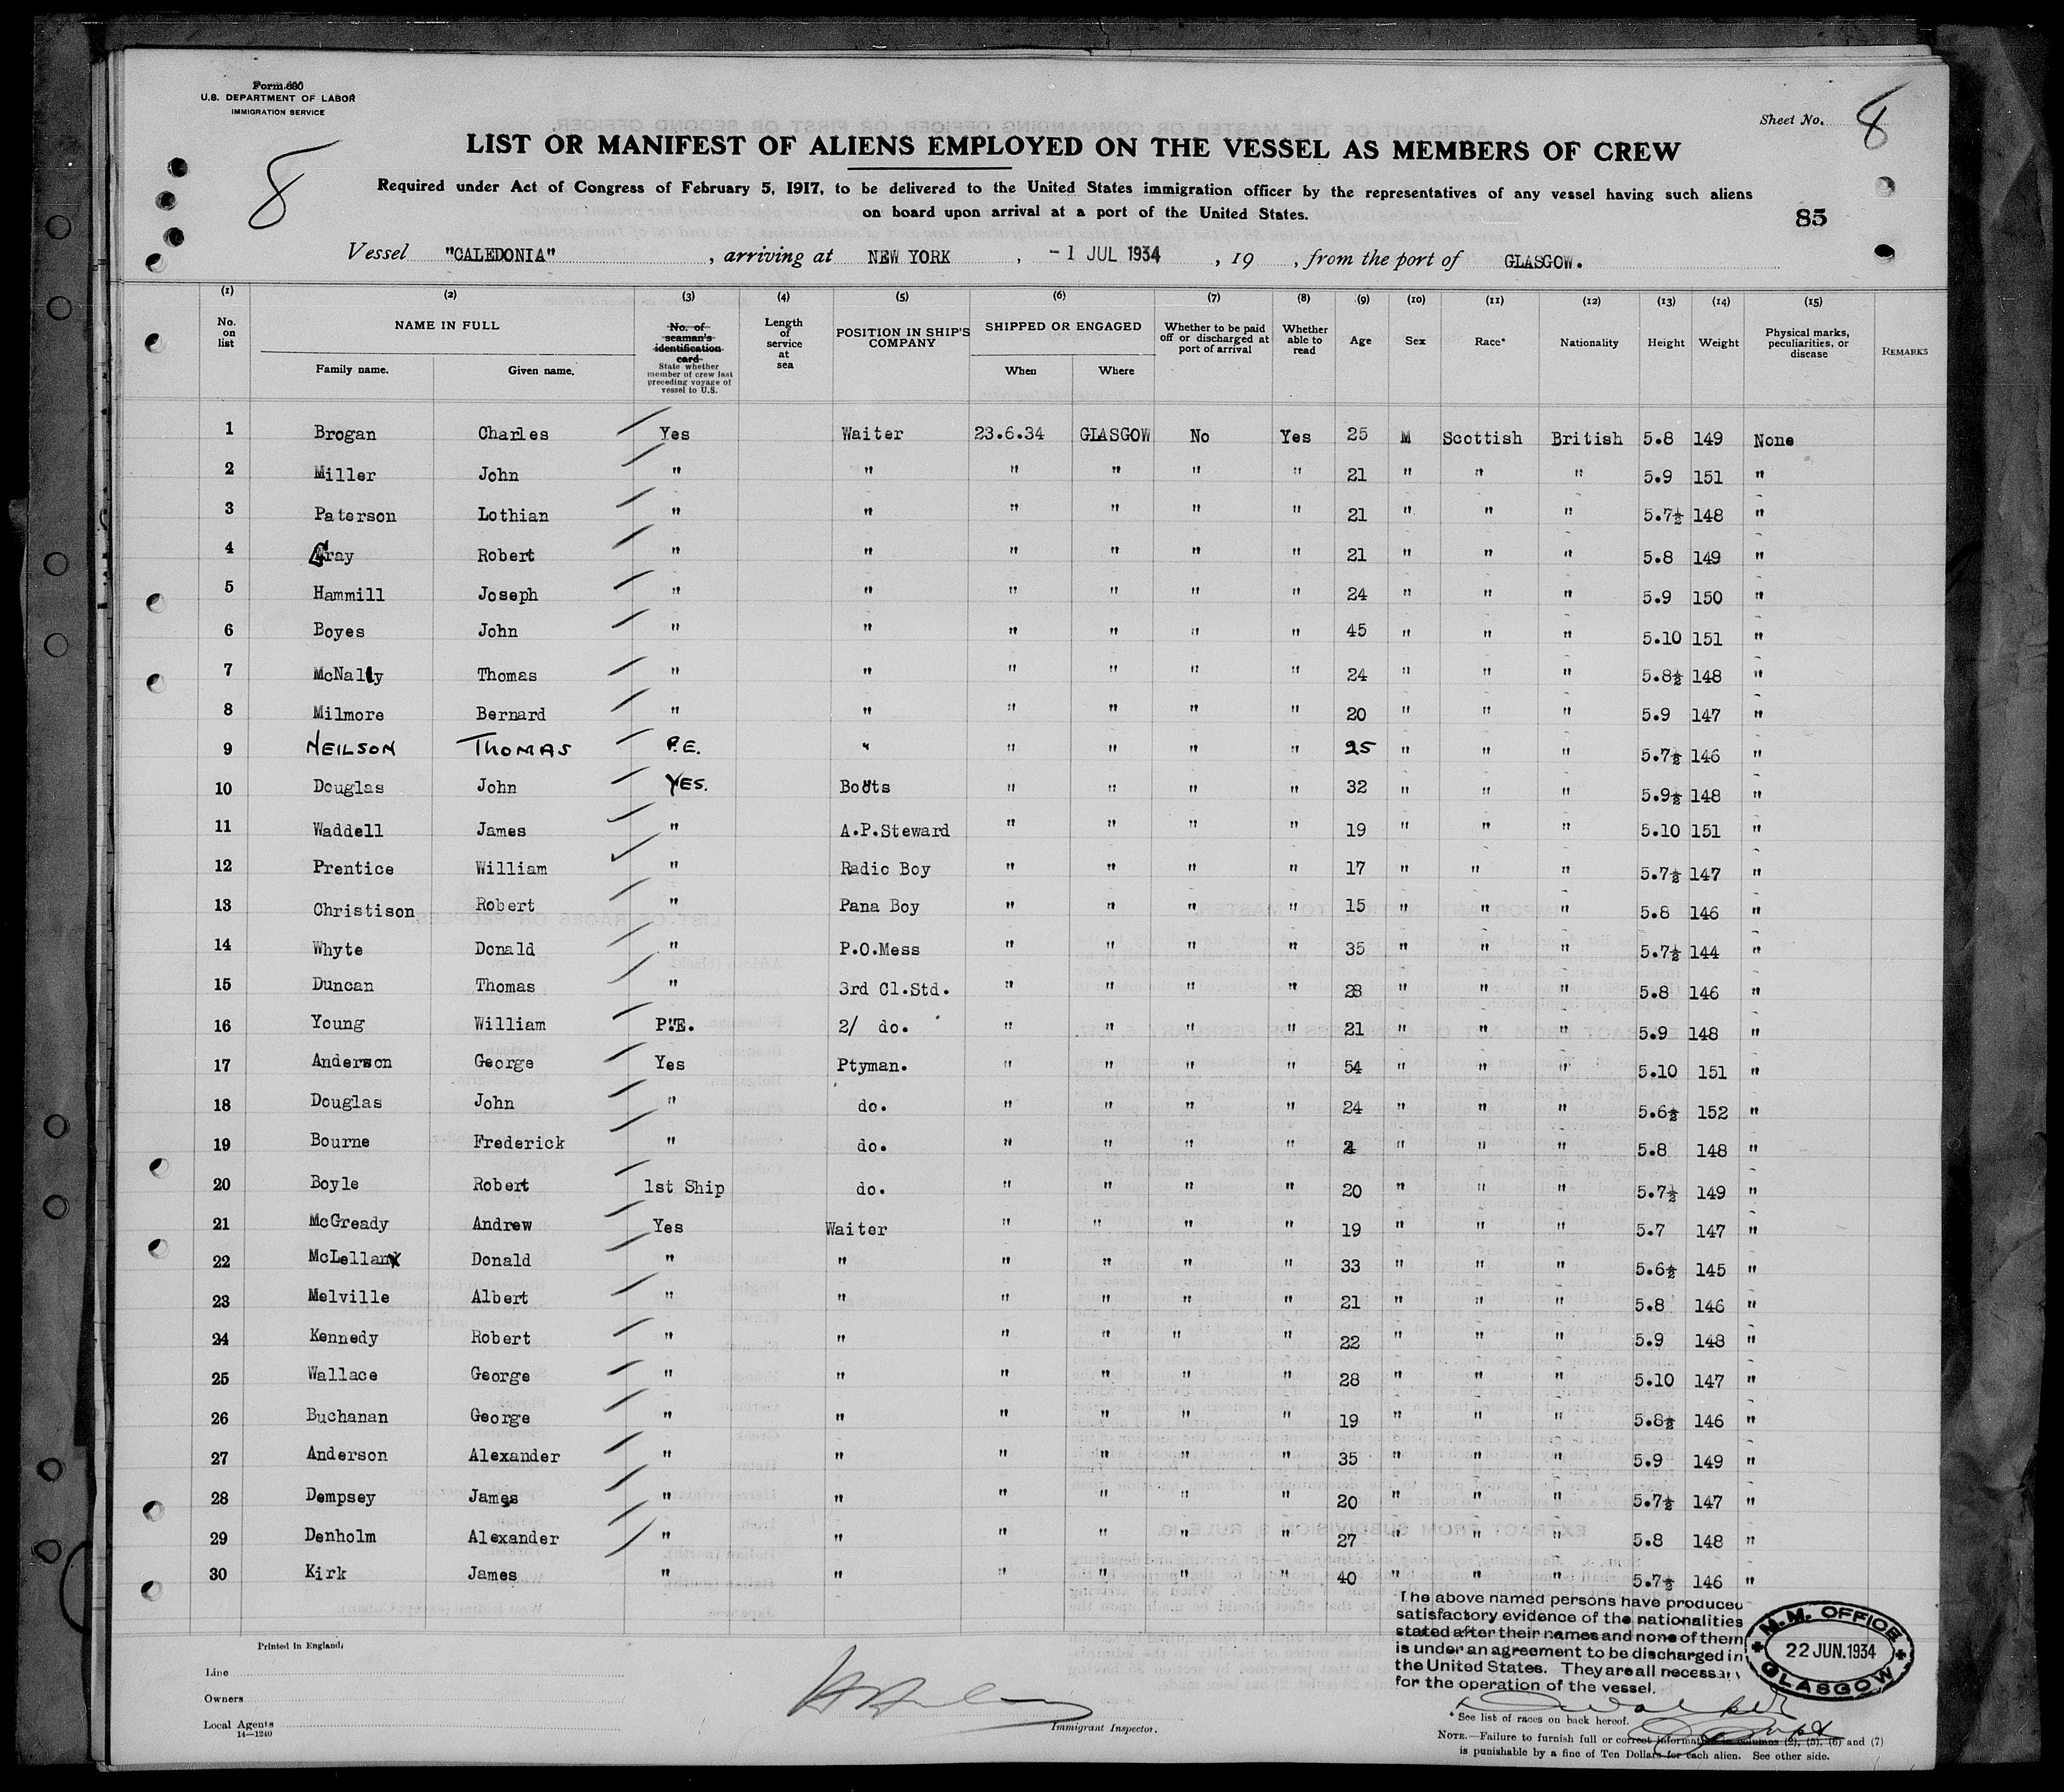 Form 680
U.S. DEPARTMENT OF LABOR
IMMIGRATION SERVICE
Sheet No. 8
8
LIST OR MANIFEST OF ALIENS EMPLOYED ON THE VESSEL AS MEMBERS OF CREW
Required under Act of Congress of February 5, 1917, to be delivered to the United States immigration officer by the representatives of any vessel having such aliens
on board upon arrival at a port of the United States.
85
Vessel "CALEDONIA", arriving at NEW YORK, -1 JUL 1934, 19 , from the port of GLASGOW.
(1) (2) (3) (4) (5) (6) (7) (8) (9) (10) (11) (12) (13) (14) (15)
No. on list NAME IN FULL Family name. Given name. No. of seaman's identification card State whether member of crew last preceding voyage of vessel to U.S. Length of service at sea POSITION IN SHIP'S COMPANY SHIPPED OR ENGAGED When Where Whether to be paid off or discharged at port of arrival Whether able to read Age Sex Race* Nationality Height Weight Physical marks, peculiarities, or disease REMARKS
1 Brogan Charles Yes Waiter 23.6.34 GLASGOW No Yes 25 M Scottish British 5.8 149 None
2 Miller John " " " " " " 21 " " " 5.9 151 "
3 Paterson Lothian " " " " " " 21 " " " 5.7½ 148 "
4 Gray Robert " " " " " " 21 " " " 5.8 149 "
5 Hammill Joseph " " " " " " 24 " " " 5.9 150 "
6 Boyes John " " " " " " 45 " " " 5.10 151 "
7 McNally Thomas " " " " " " 24 " " " 5.8½ 148 "
8 Milmore Bernard " " " " " " 20 " " " 5.9 147 "
9 NEILSON THOMAS P.E. " " " " " 25 " " " 5.7½ 146 "
10 Douglas John YES. Boots " " " " 32 " " " 5.9½ 148 "
11 Waddell James " A.P.Steward " " " " 19 " " " 5.10 151 "
12 Prentice William " Radio Boy " " " " 17 " " " 5.7½ 147 "
13 Christison Robert " Pana Boy " " " " 15 " " " 5.8 146 "
14 Whyte Donald " P.O.Mess " " " " 35 " " " 5.7½ 144 "
15 Duncan Thomas " 3rd Cl.Std. " " " " 28 " " " 5.8 146 "
16 Young William P.E. 2/ do. " " " " 21 " " " 5.9 148 "
17 Anderson George Yes Ptyman. " " " " 54 " " " 5.10 151 "
18 Douglas John " do. " " " " 24 " " " 5.6½ 152 "
19 Bourne Frederick " do. " " " " " " " 5.8 148 "
20 Boyle Robert 1st Ship do. " " " " 20 " " " 5.7½ 149 "
21 McGready Andrew Yes Waiter " " " " 19 " " " 5.7 147 "
22 McLellan Donald " " " " " " 33 " " " 5.6½ 145 "
23 Melville Albert " " " " " " 21 " " " 5.8 146 "
24 Kennedy Robert " " " " " " 22 " " " 5.9 148 "
25 Wallace George " " " " " " 28 " " " 5.10 147 "
26 Buchanan George " " " " " " 19 " " " 5.8½ 146 "
27 Anderson Alexander " " " " " " 35 " " " 5.9 149 "
28 Dempsey James " " " " " " 20 " " " 5.7½ 147 "
29 Denholm Alexander " " " " " " 27 " " " 5.8 148 "
30 Kirk James " " " " " " 40 " " " 5.7½ 146 "
The above named persons have produced
satisfactory evidence of the nationalities
stated after their names and none of them
is under an agreement to be discharged in
the United States. They are all necessary
for the operation of the vessel.
M.M. OFFICE
22 JUN. 1934
GLASGOW
Printed in England.
Line
Owners
Local Agents
14—1240
Immigrant Inspector.
*See list of races on back hereof.
NOTE.—Failure to furnish full or correct information in columns (2), (5), (6) and (7)
is punishable by a fine of Ten Dollars for each alien. See other side.